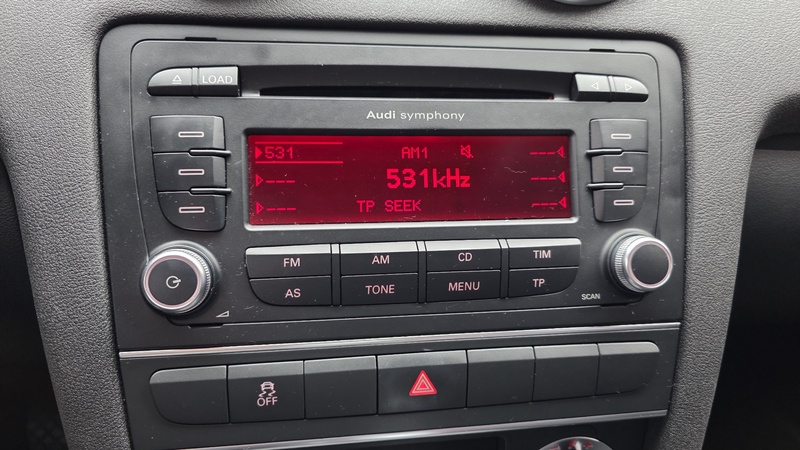 LOAD
Audi symphony
531 AM1 ---
--- 531kHz ---
--- TP SEEK ---
FM AM CD TIM
AS TONE MENU TP
SCAN
OFF